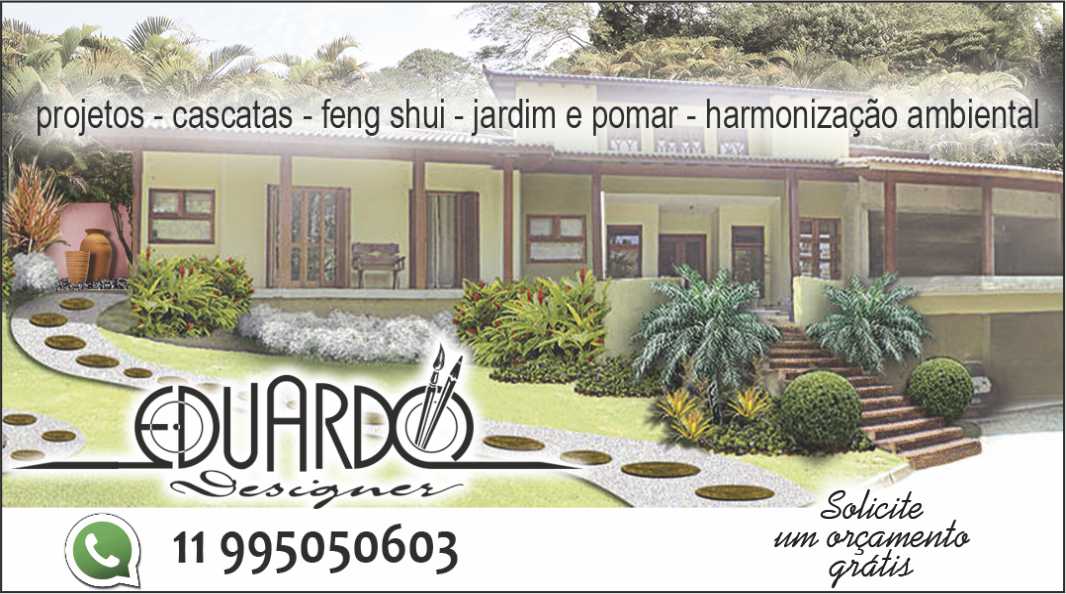 projetos - cascatas - feng shui - jardim e pomar - harmonização ambiental
EDUARDO
Designer
11 995050603
Solicite
um orçamento
grátis